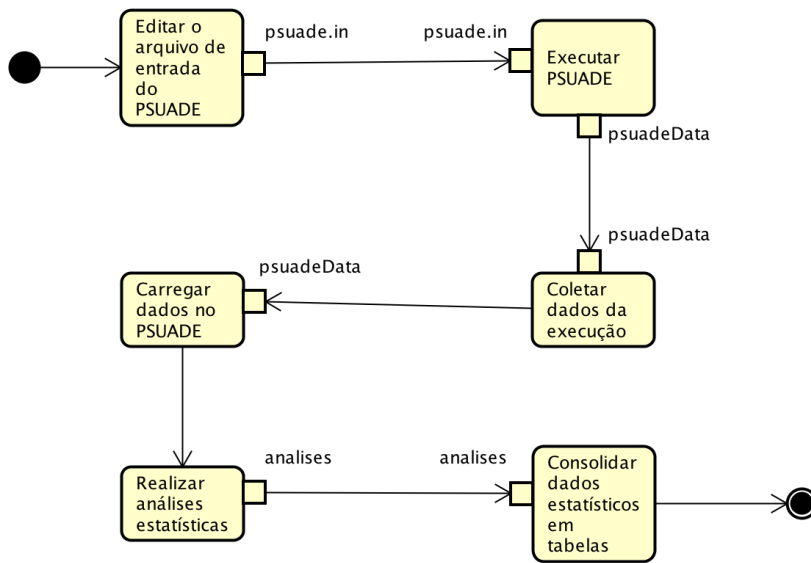 Editar o
arquivo de
entrada
do
PSUADE
psuade.in
psuade.in
Executar
PSUADE
psuadeData
psuadeData
Coletar
dados da
execução
psuadeData
Carregar
dados no
PSUADE
Realizar
análises
estatísticas
analises
analises
Consolidar
dados
estatísticos
em
tabelas